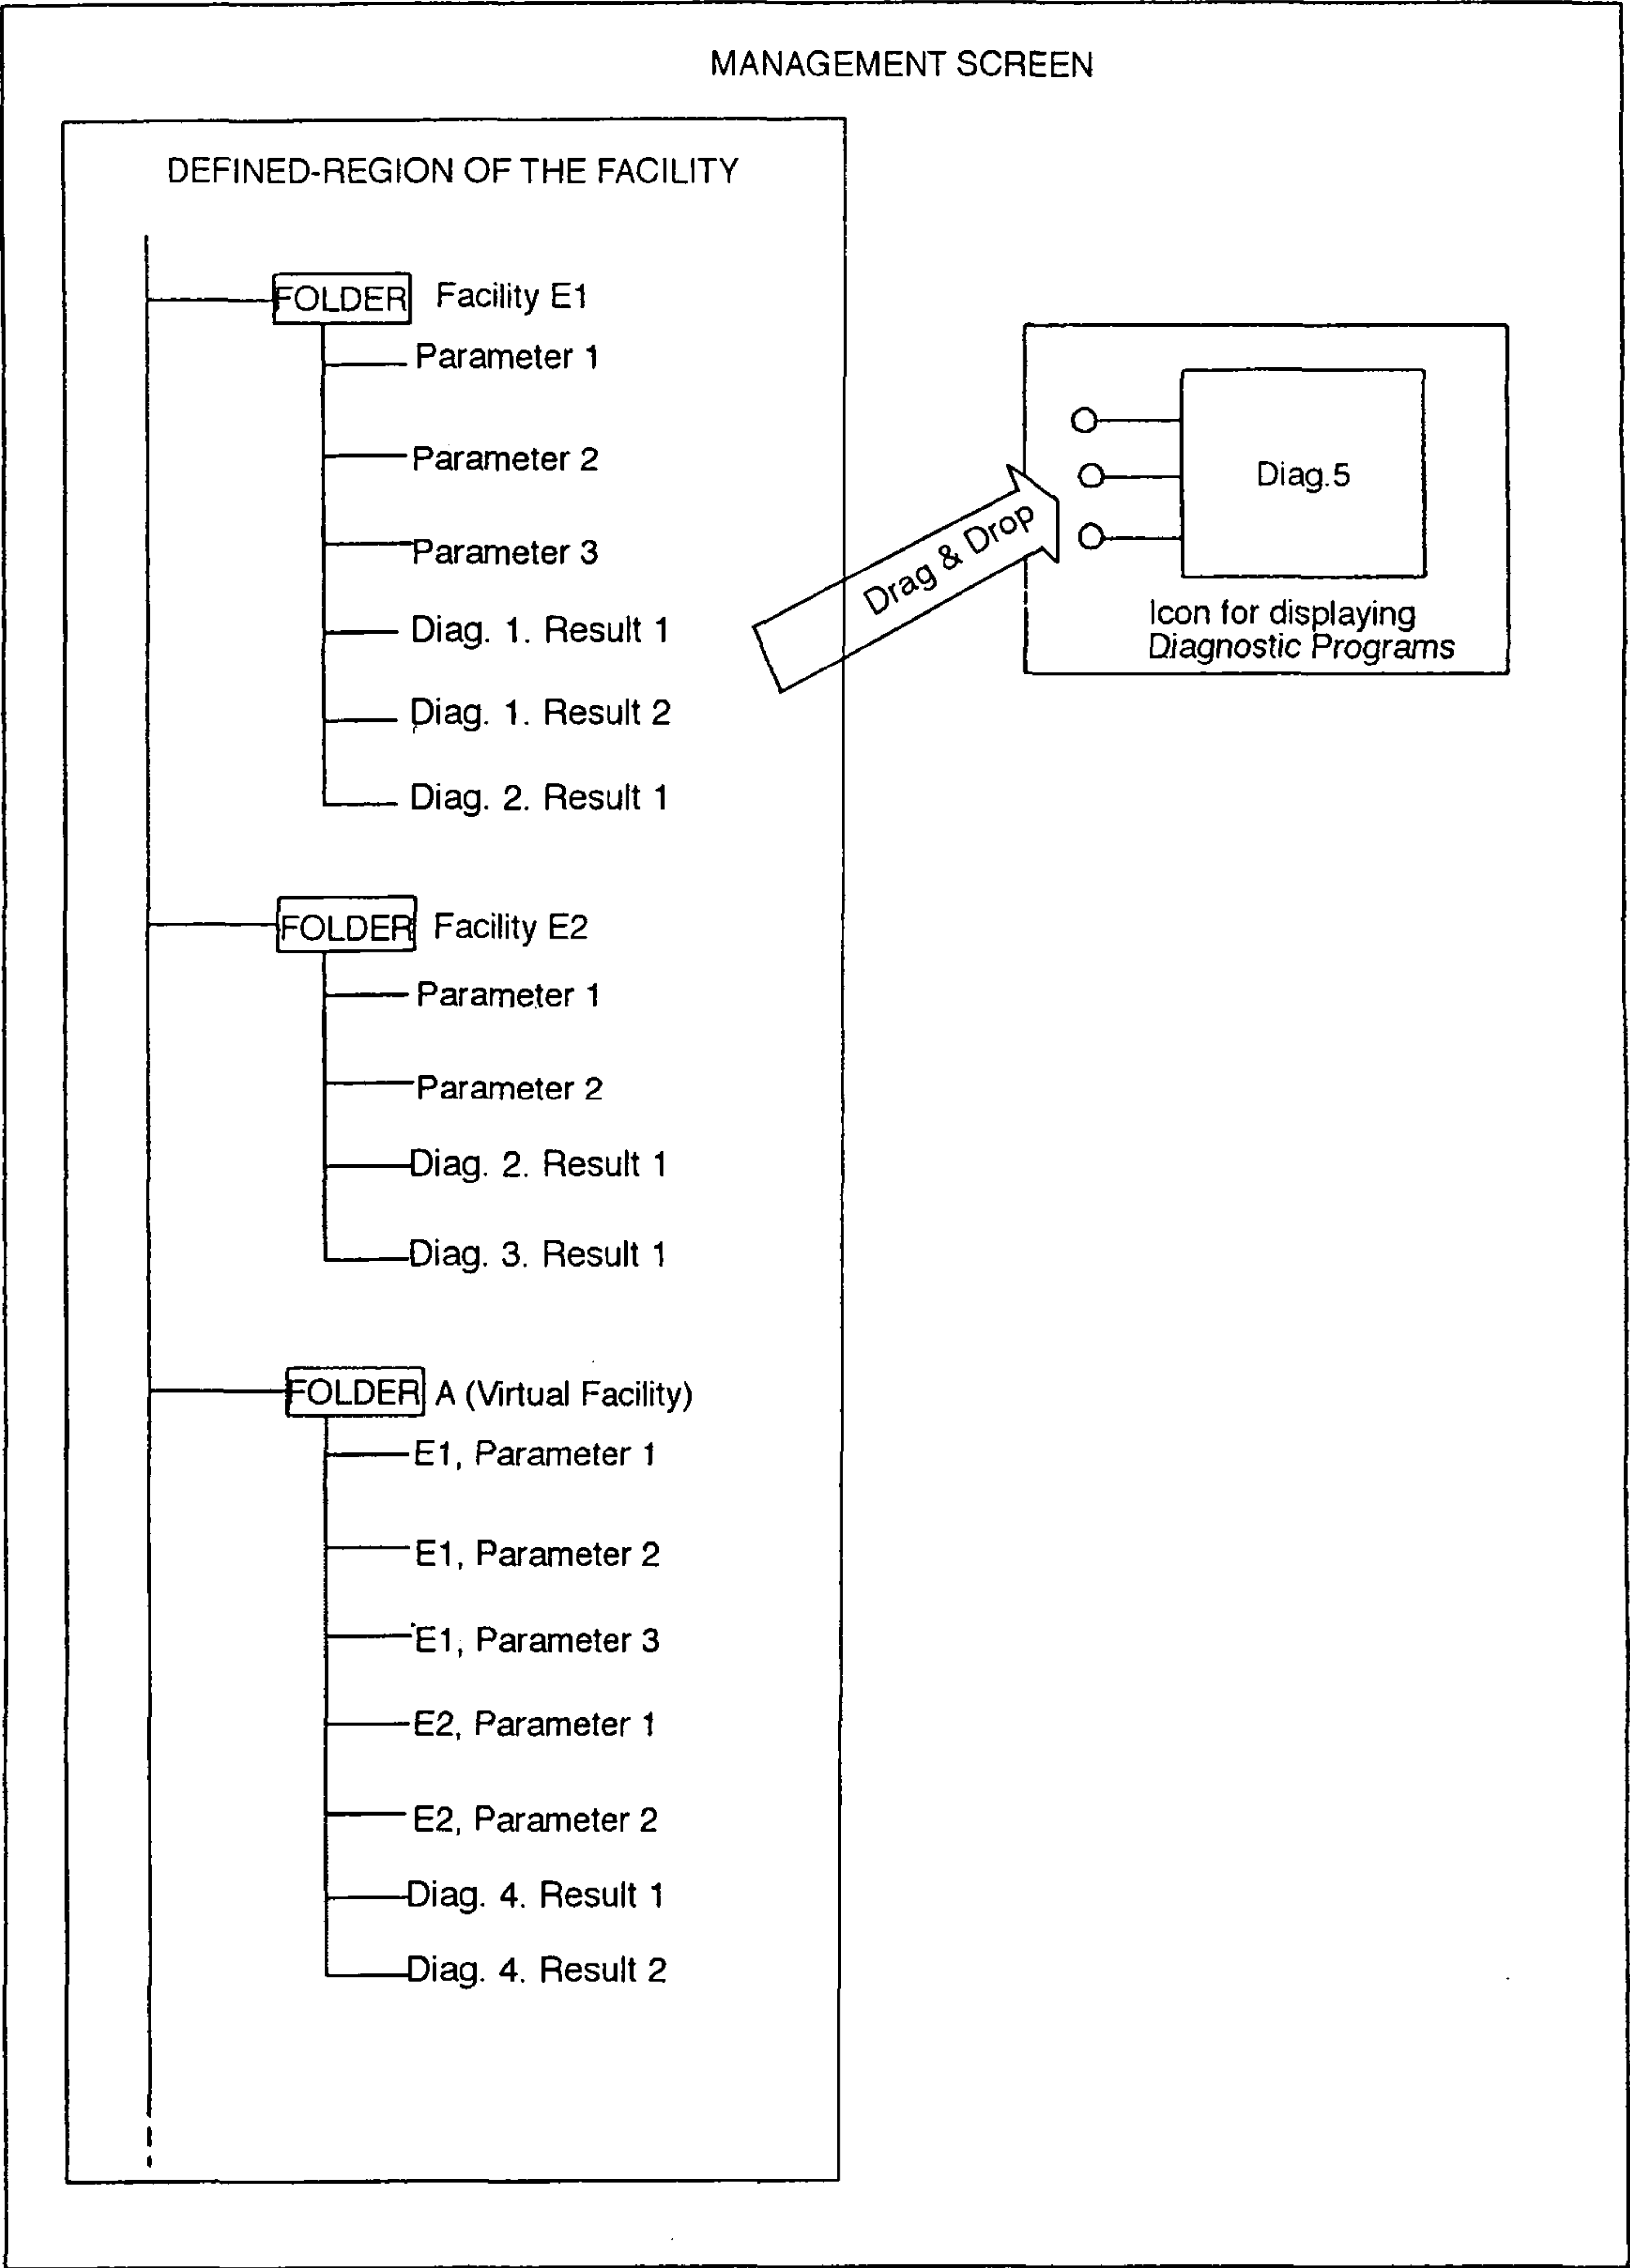 MANAGEMENT SCREEN
DEFINED-REGION OF THE FACILITY
FOLDER Facility E1
Parameter 1
Parameter 2
Parameter 3
Diag. 1. Result 1
Diag. 1. Result 2
Diag. 2. Result 1
Drag & Drop
Diag.5
Icon for displaying
Diagnostic Programs
FOLDER Facility E2
Parameter 1
Parameter 2
Diag. 2. Result 1
Diag. 3. Result 1
FOLDER A (Virtual Facility)
E1, Parameter 1
E1, Parameter 2
E1, Parameter 3
E2, Parameter 1
E2, Parameter 2
Diag. 4. Result 1
Diag. 4. Result 2